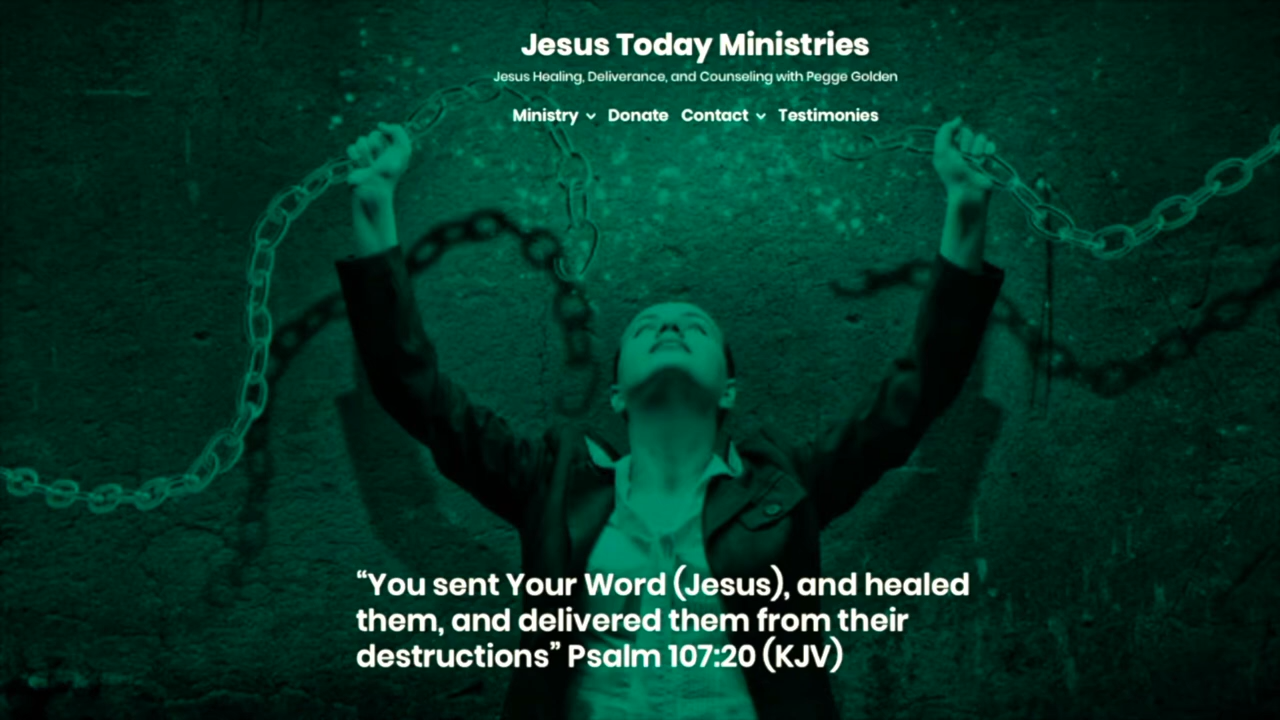 Jesus Today Ministries
Jesus Healing, Deliverance, and Counseling with Pegge Golden
Ministry Donate Contact Testimonies
“You sent Your Word (Jesus), and healed
them, and delivered them from their
destructions” Psalm 107:20 (KJV)